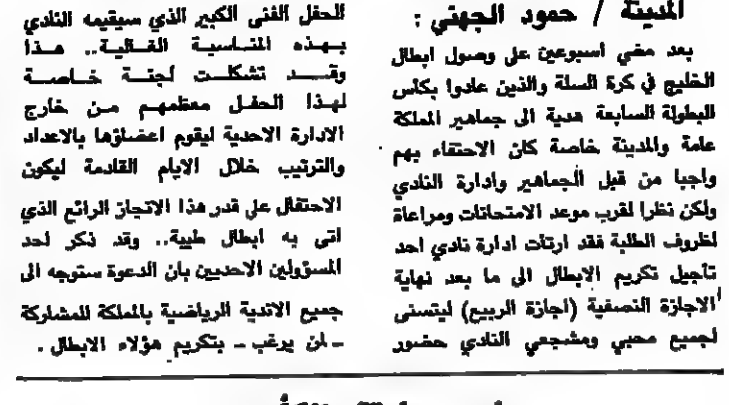 المدينة / حمود الجهني :
بعد مضي اسبوعين على وصول ابطال
الخليج في كرة السلة والذين عادوا بكأس
البطولة السابعة هدية الى جماهير المملكة
عامة والمدينة خاصة كان الاحتفاء بهم
واجبا من قبل الجماهير وادارة النادي
ولكن نظرا لقرب موعد الامتحانات ومراعاة
لظروف الطلبة فقد ارتأت ادارة نادي احد
تأجيل تكريم الابطال الى ما بعد نهاية
الاجازة النصفية (اجازة الربيع) ليتسنى
لجميع محبي ومشجعي النادي حضور
الحفل الفني الكبير الذي سيقيمه النادي
بهذه المناسبة الغالية.. هذا
وقد تشكلت لجنة خاصة
لهذا الحفل معظمهم من خارج
الادارة الاحدية ليقوم اعضاؤها بالاعداد
والترتيب خلال الايام القادمة ليكون
الاحتفال على قدر هذا الانجاز الرائع الذي
اتى به ابطال طيبة.. وقد ذكر احد
المسؤولين الاحديين بان الدعوة ستوجه الى
جميع الاندية الرياضية بالمملكة للمشاركة
ـ لمن يرغب ـ بتكريم هؤلاء الابطال .